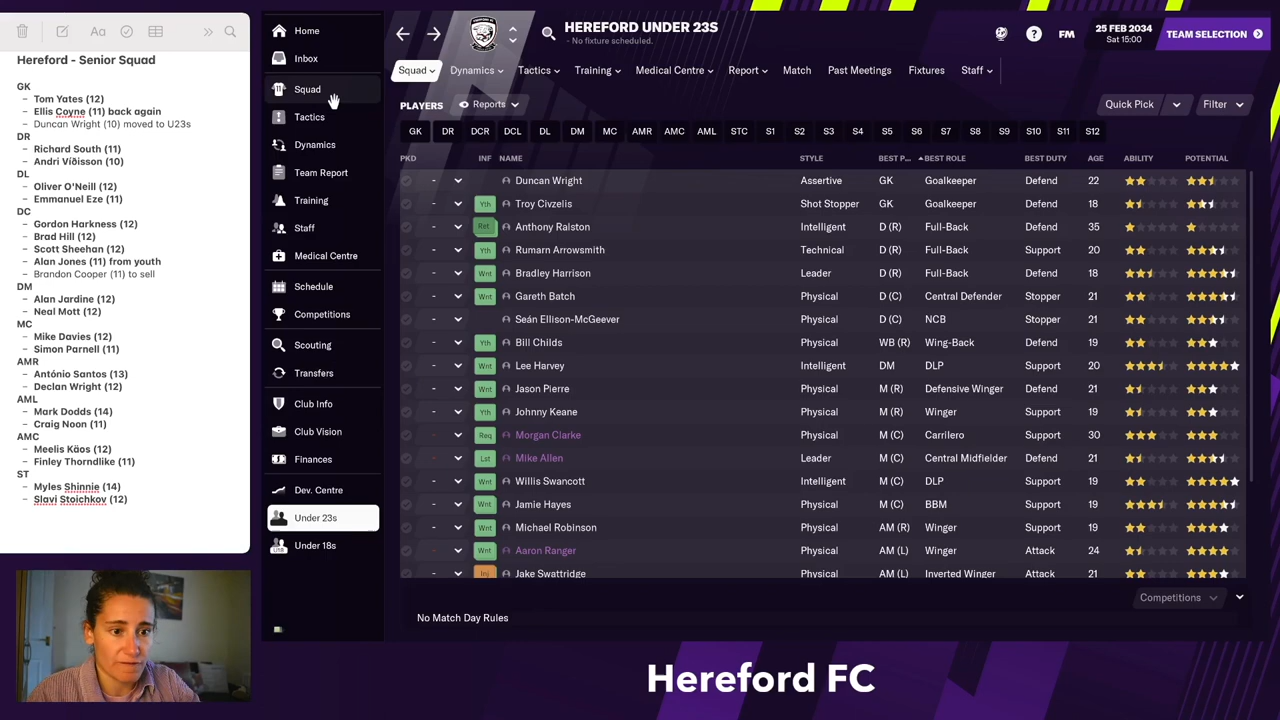 Aa
Hereford - Senior Squad
GK
- Tom Yates (12)
- Ellis Coyne (11) back again
- Duncan Wright (10) moved to U23s
DR
- Richard South (11)
- Andri Víðisson (10)
DL
- Oliver O'Neill (12)
- Emmanuel Eze (11)
DC
- Gordon Harkness (12)
- Brad Hill (12)
- Scott Sheehan (12)
- Alan Jones (11) from youth
- Brandon Cooper (11) to sell
DM
- Alan Jardine (12)
- Neal Mott (12)
MC
- Mike Davies (12)
- Simon Parnell (11)
AMR
- António Santos (13)
- Declan Wright (12)
AML
- Mark Dodds (14)
- Craig Noon (11)
AMC
- Meelis Käos (12)
- Finley Thorndlike (11)
ST
- Myles Shinnie (14)
- Slavi Stoichkov (12)
Home
Inbox
Squad
Tactics
Dynamics
Team Report
Training
Staff
Medical Centre
Schedule
Competitions
Scouting
Transfers
Club Info
Club Vision
Finances
Dev. Centre
Under 23s
Under 18s
HEREFORD UNDER 23S
- No fixture scheduled.
? FM 25 FEB 2034 Sat 15:00 TEAM SELECTION
Squad Dynamics Tactics Training Medical Centre Report Match Past Meetings Fixtures Staff
PLAYERS Reports Quick Pick Filter
GK DR DCR DCL DL DM MC AMR AMC AML STC S1 S2 S3 S4 S5 S6 S7 S8 S9 S10 S11 S12
PKD INF NAME STYLE BEST P... BEST ROLE BEST DUTY AGE ABILITY POTENTIAL
- Duncan Wright Assertive GK Goalkeeper Defend 22
- Yth Troy Civzelis Shot Stopper GK Goalkeeper Defend 18
- Ret Anthony Ralston Intelligent D (R) Full-Back Defend 35
- Yth Rumarn Arrowsmith Technical D (R) Full-Back Support 20
- Wnt Bradley Harrison Leader D (R) Full-Back Defend 18
- Wnt Gareth Batch Physical D (C) Central Defender Stopper 21
- Seán Ellison-McGeever Physical D (C) NCB Stopper 21
- Yth Bill Childs Physical WB (R) Wing-Back Defend 19
- Wnt Lee Harvey Intelligent DM DLP Support 20
- Wnt Jason Pierre Physical M (R) Defensive Winger Defend 21
- Yth Johnny Keane Physical M (R) Winger Support 19
- Req Morgan Clarke Physical M (C) Carrilero Support 30
- Lst Mike Allen Leader M (C) Central Midfielder Support 21
- Wnt Willis Swancott Intelligent M (C) DLP Support 21
- Wnt Jamie Hayes Physical M (C) BBM Support 19
- Wnt Michael Robinson Physical AM (R) Winger Support 19
- Wnt Aaron Ranger Physical AM (L) Winger Attack 24
- Inj Jake Swattridge Physical AM (L) Inverted Winger Attack 21
Competitions
No Match Day Rules
Hereford FC